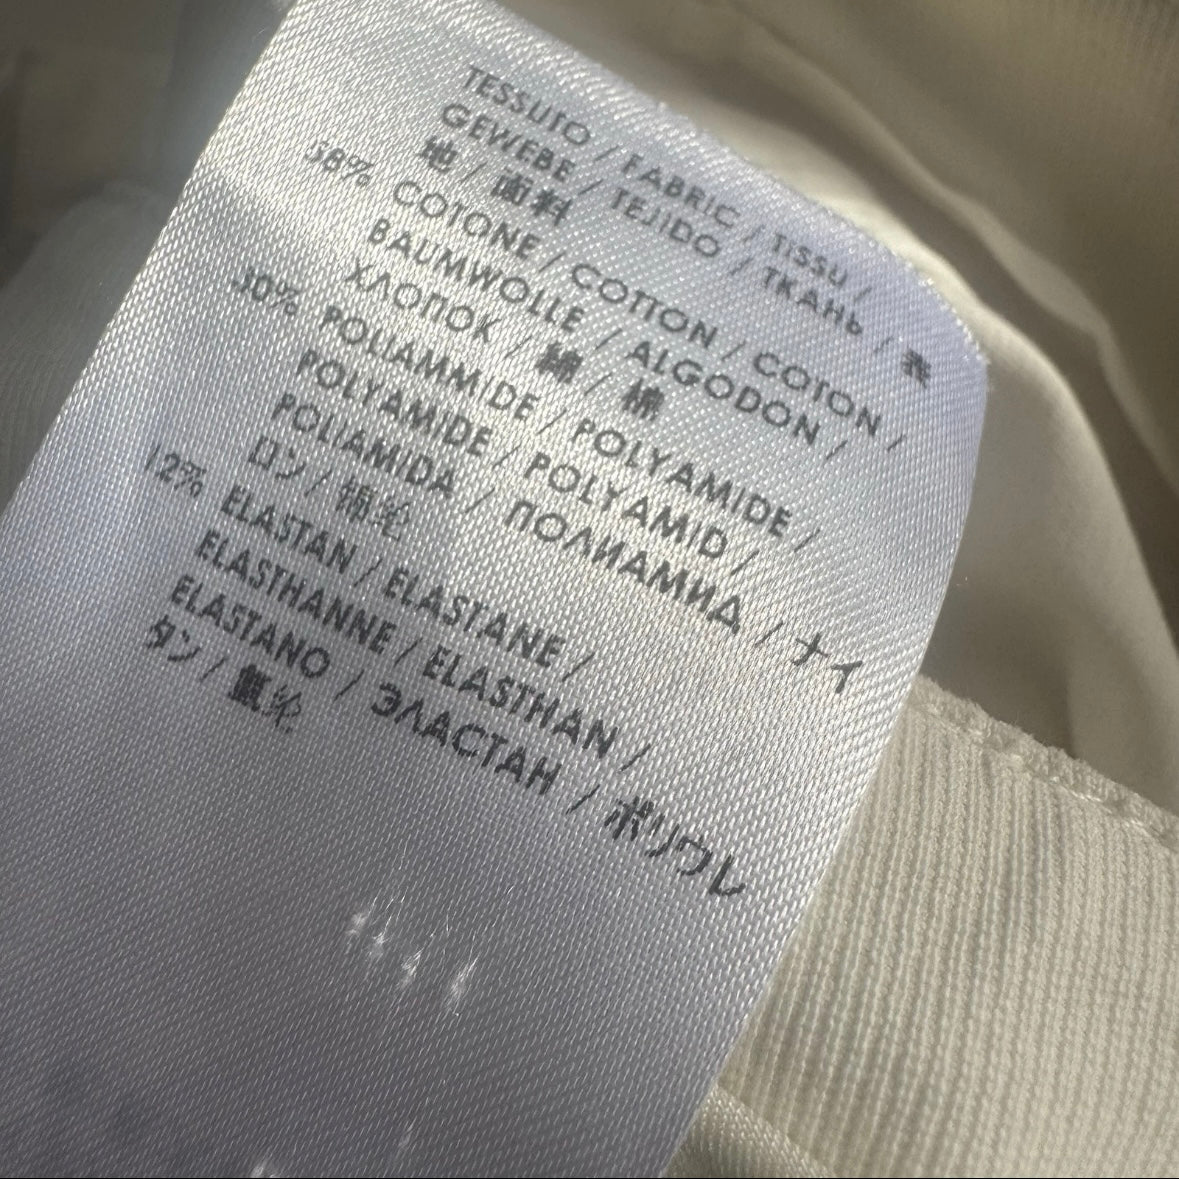 TESSUTO / FABRIC / TISSU /
GEWEBE / TEJIDO / ТКАНЬ / 表
地 / 面料
58% COTONE / COTTON / COTON /
BAUMWOLLE / ALGODON /
ХЛОПОК / 綿 / 棉
30% POLIAMMIDE / POLYAMIDE /
POLYAMIDE / POLYAMID /
POLIAMIDA / ПОЛИАМИД / ナイ
ロン / 锦纶
12% ELASTAN / ELASTANE /
ELASTHANNE / ELASTHAN /
ELASTANO / ЭЛАСТАН / ポリウレ
タン / 氨纶